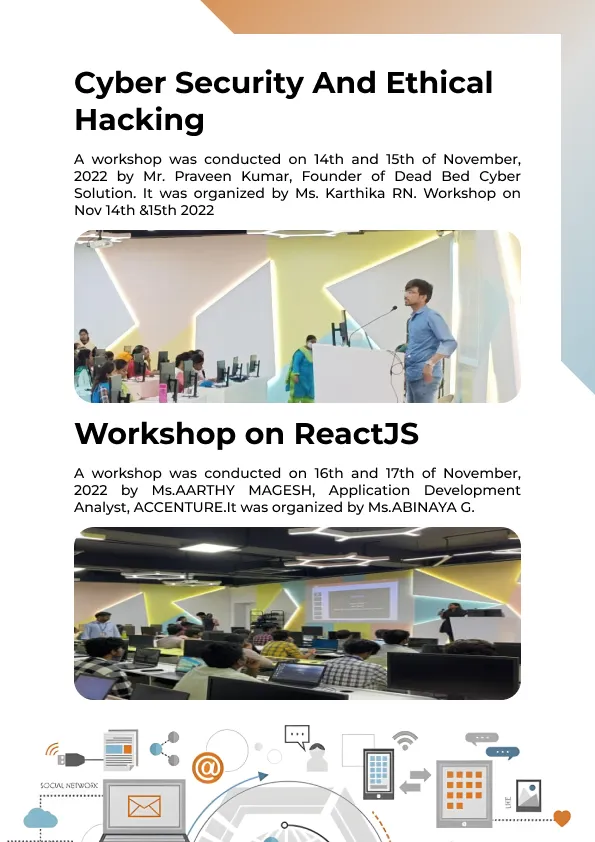 Cyber Security And Ethical
Hacking
A workshop was conducted on 14th and 15th of November,
2022 by Mr. Praveen Kumar, Founder of Dead Bed Cyber
Solution. It was organized by Ms. Karthika RN. Workshop on
Nov 14th &15th 2022
Workshop on ReactJS
A workshop was conducted on 16th and 17th of November,
2022 by Ms.AARTHY MAGESH, Application Development
Analyst, ACCENTURE.It was organized by Ms.ABINAYA G.
@
SOCIAL NETWORK
LIKE